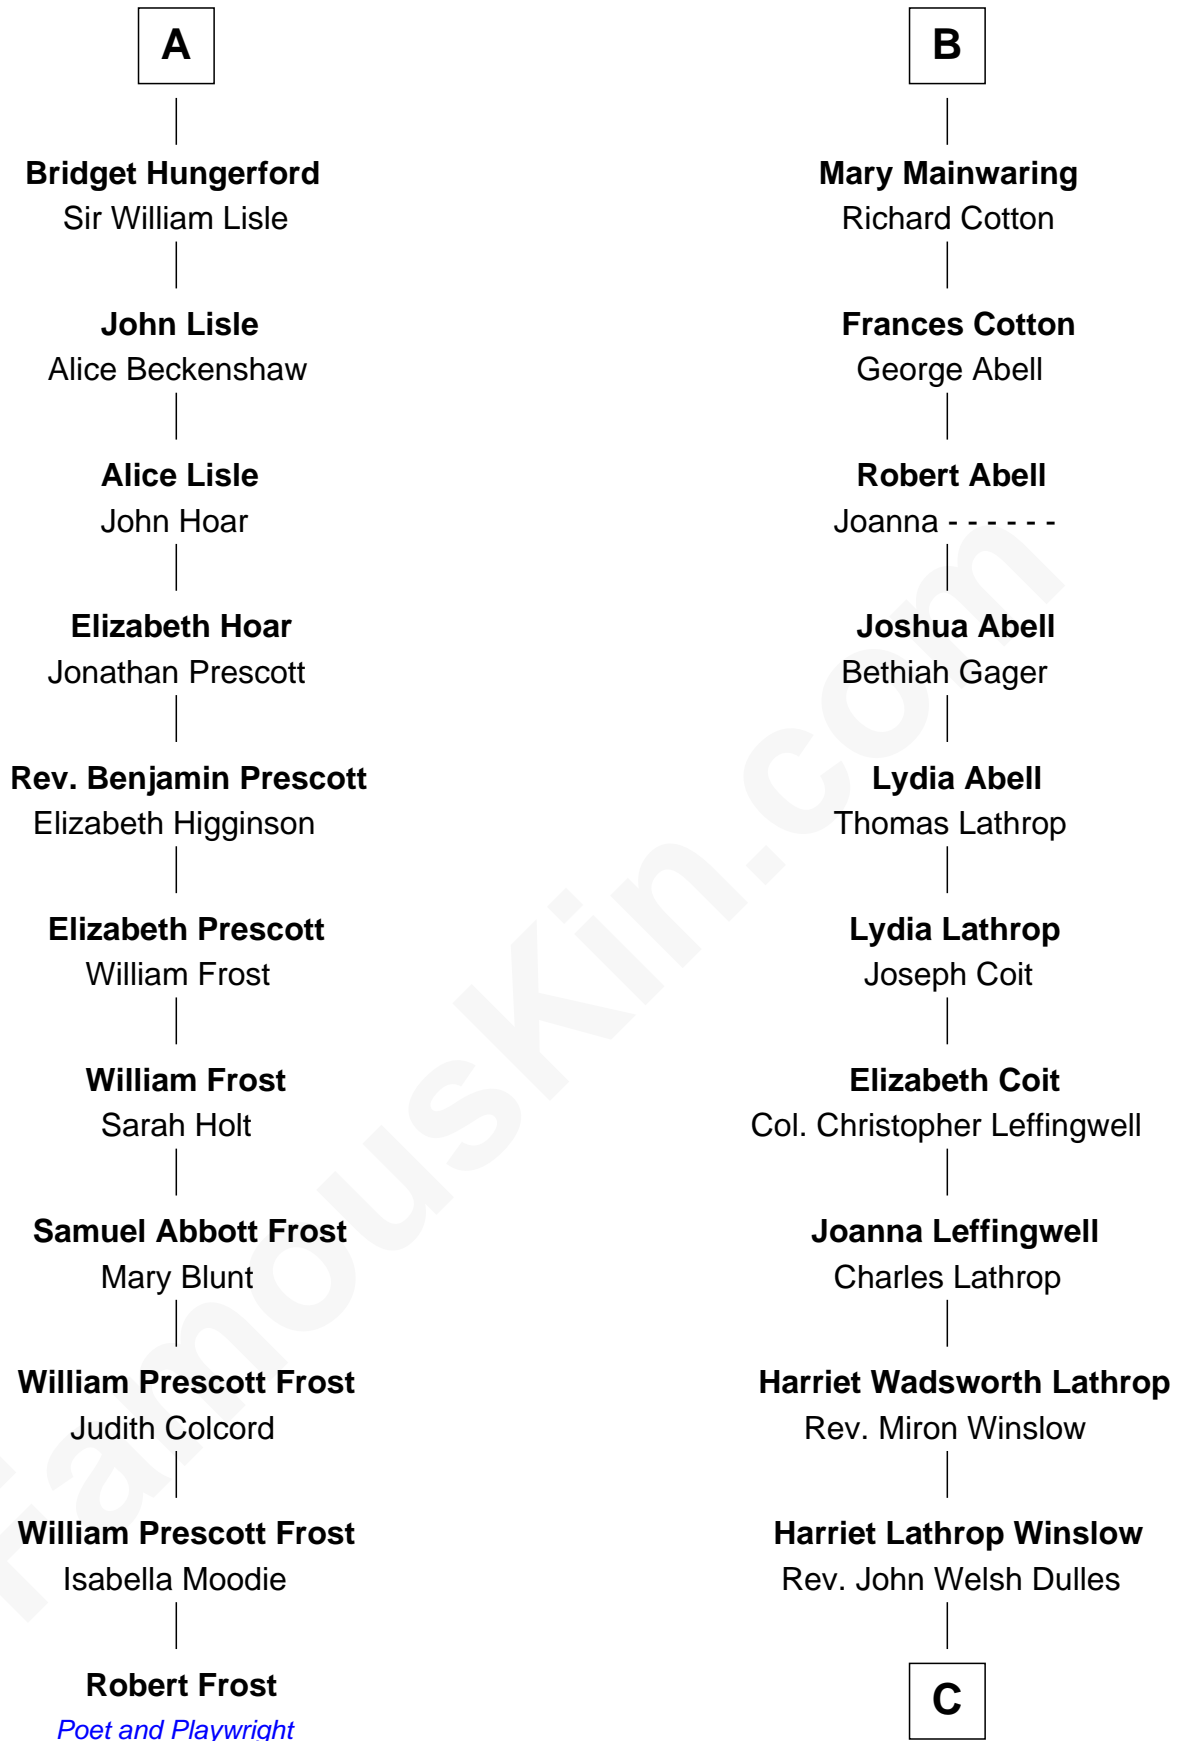 A
Bridget Hungerford
Sir William Lisle
John Lisle
Alice Beckenshaw
Alice Lisle
John Hoar
Elizabeth Hoar
Jonathan Prescott
Rev. Benjamin Prescott
Elizabeth Higginson
Elizabeth Prescott
William Frost
William Frost
Sarah Holt
Samuel Abbott Frost
Mary Blunt
William Prescott Frost
Judith Colcord
William Prescott Frost
Isabella Moodie
Robert Frost
Poet and Playwright
B
Mary Mainwaring
Richard Cotton
Frances Cotton
George Abell
Robert Abell
Joanna - - - - - -
Joshua Abell
Bethiah Gager
Lydia Abell
Thomas Lathrop
Lydia Lathrop
Joseph Coit
Elizabeth Coit
Col. Christopher Leffingwell
Joanna Leffingwell
Charles Lathrop
Harriet Wadsworth Lathrop
Rev. Miron Winslow
Harriet Lathrop Winslow
Rev. John Welsh Dulles
C
FamousKin.com